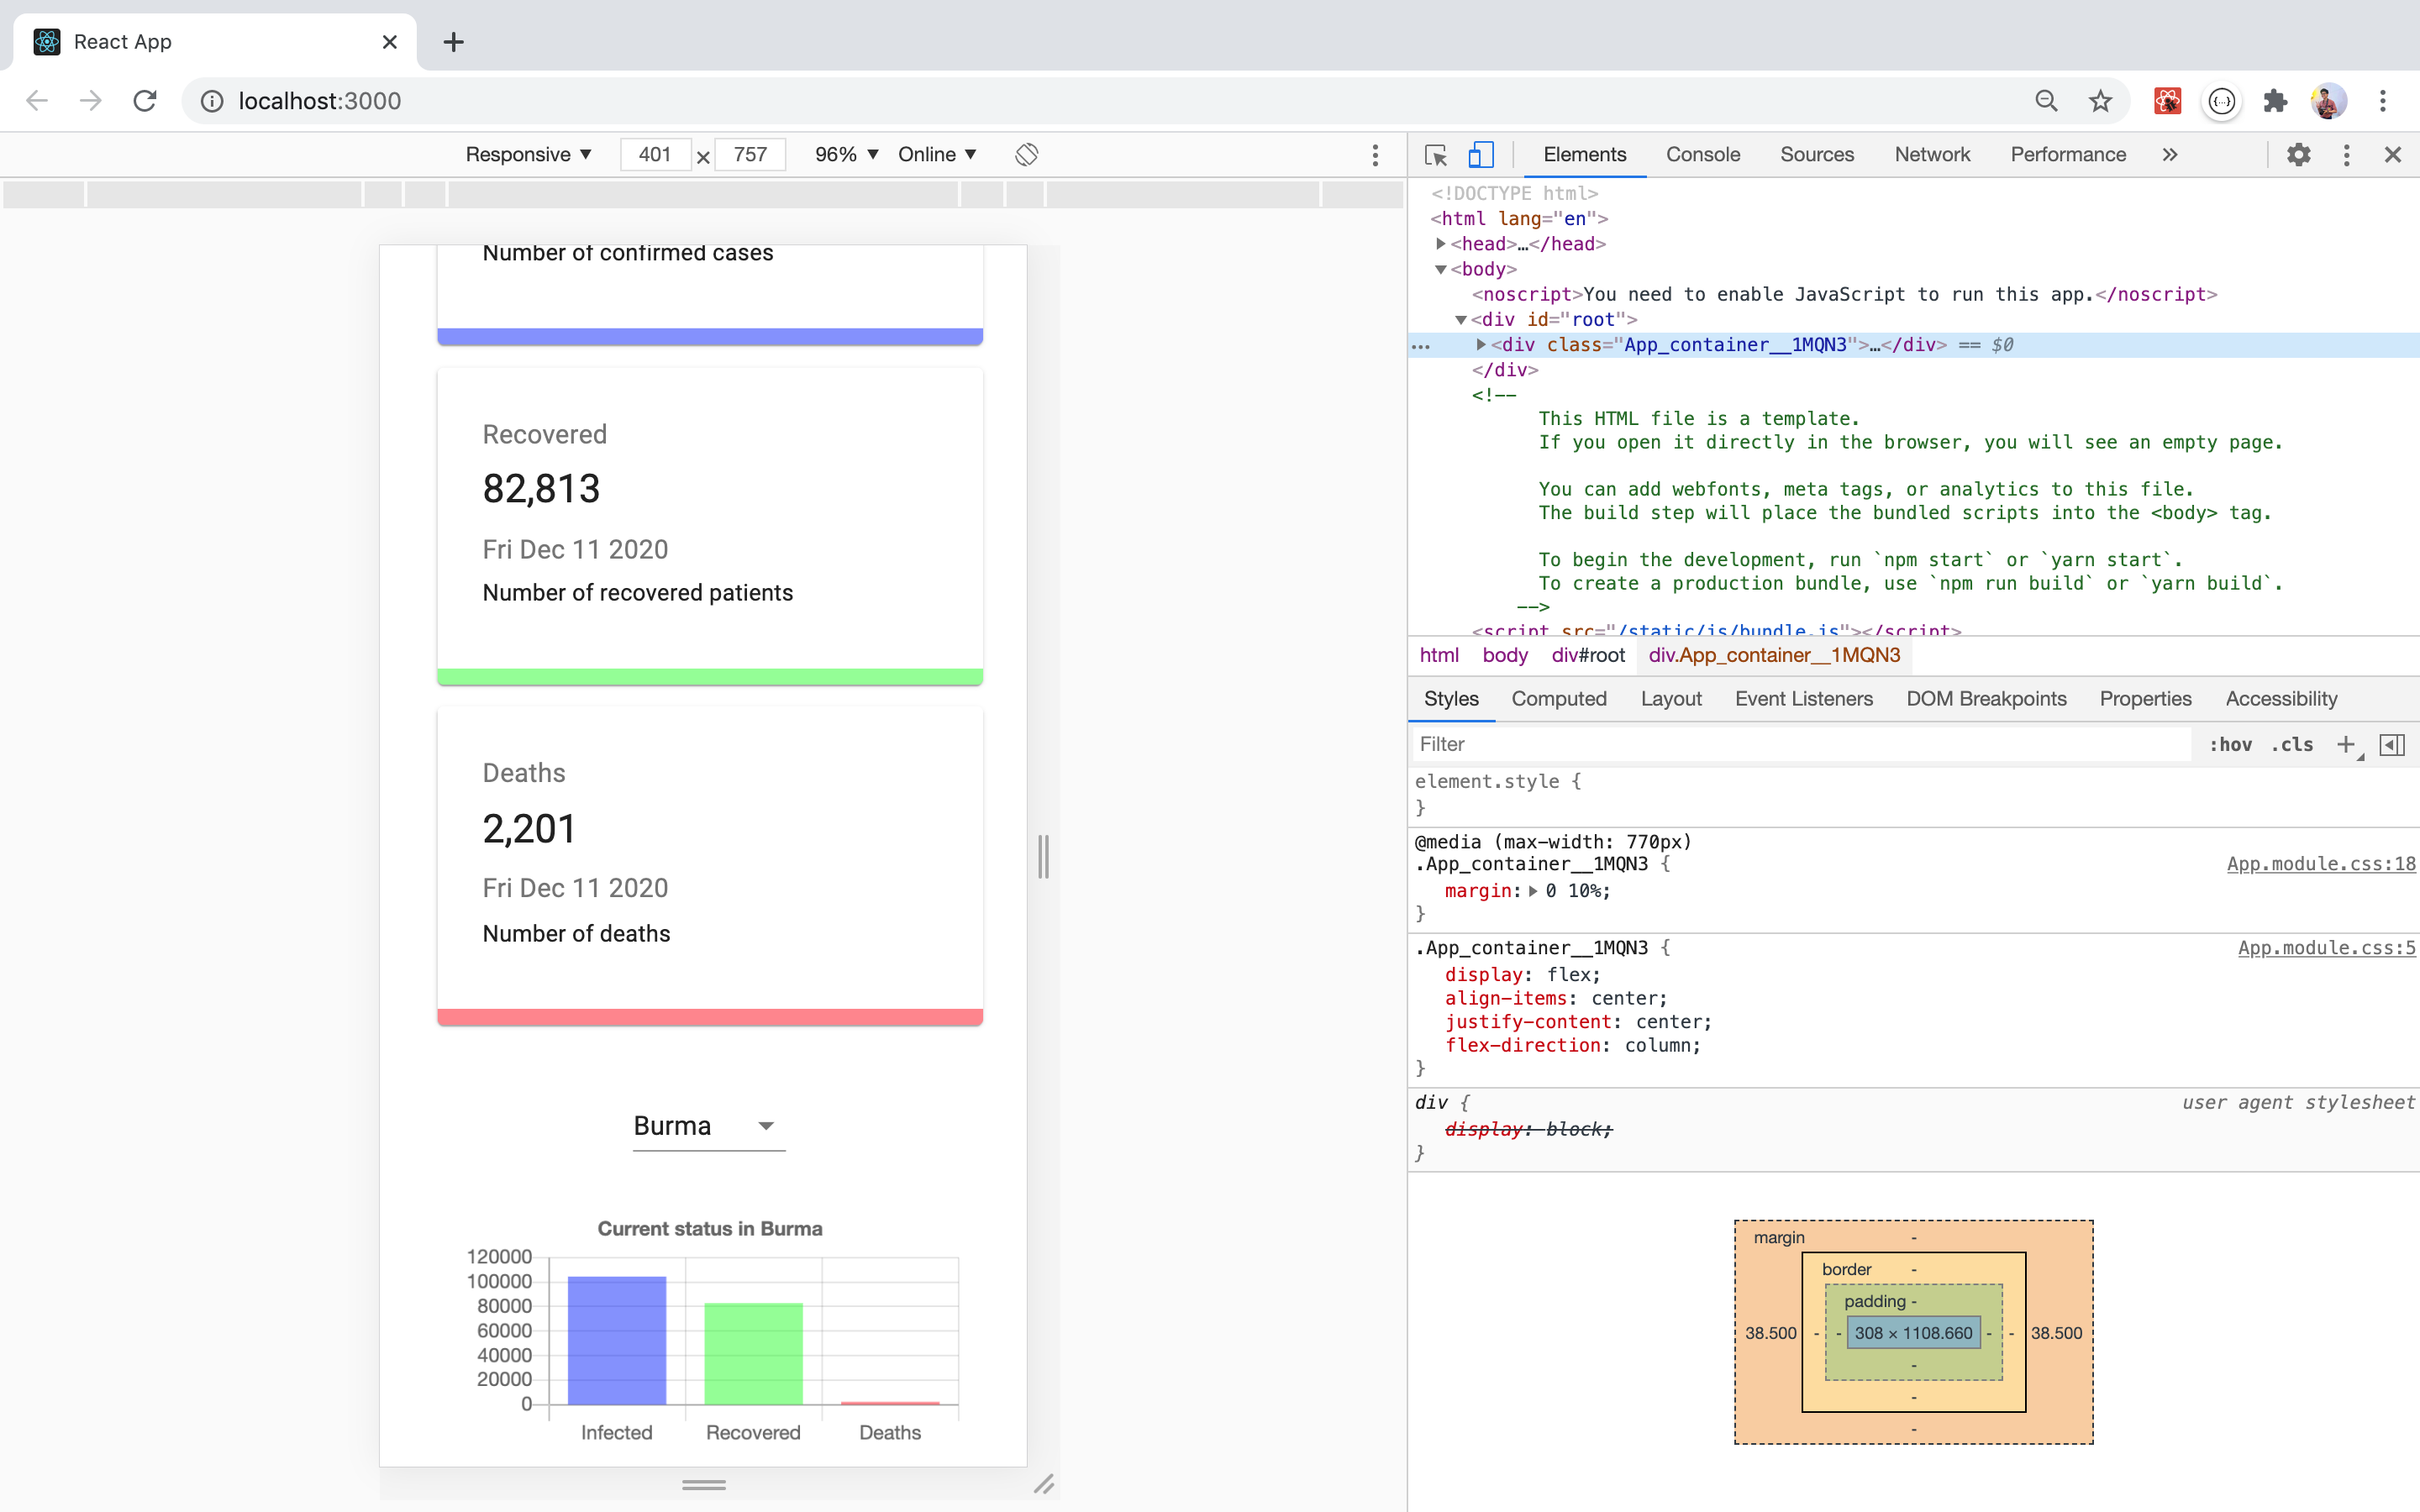 React App
localhost:3000
Responsive ▼ 401 × 757 96% ▼ Online ▼
Number of confirmed cases
Recovered
82,813
Fri Dec 11 2020
Number of recovered patients
Deaths
2,201
Fri Dec 11 2020
Number of deaths
Burma
Current status in Burma
120000
100000
80000
60000
40000
20000
0
Infected Recovered Deaths
Elements Console Sources Network Performance »
<!DOCTYPE html>
<html lang="en">
<head>…</head>
<body>
<noscript>You need to enable JavaScript to run this app.</noscript>
<div id="root">
<div class="App_container__1MQN3">…</div> == $0
</div>
<!--
This HTML file is a template.
If you open it directly in the browser, you will see an empty page.
You can add webfonts, meta tags, or analytics to this file.
The build step will place the bundled scripts into the <body> tag.
To begin the development, run `npm start` or `yarn start`.
To create a production bundle, use `npm run build` or `yarn build`.
-->
<script src="/static/js/bundle.js"></script>
html body div#root div.App_container__1MQN3
Styles Computed Layout Event Listeners DOM Breakpoints Properties Accessibility
Filter :hov .cls +
element.style {
}
@media (max-width: 770px)
.App_container__1MQN3 { App.module.css:18
margin: 0 10%;
}
.App_container__1MQN3 { App.module.css:5
display: flex;
align-items: center;
justify-content: center;
flex-direction: column;
}
div { user agent stylesheet
display: block;
}
margin -
border -
padding -
38.500 - - 308 × 1108.660 - - 38.500
-
-
-